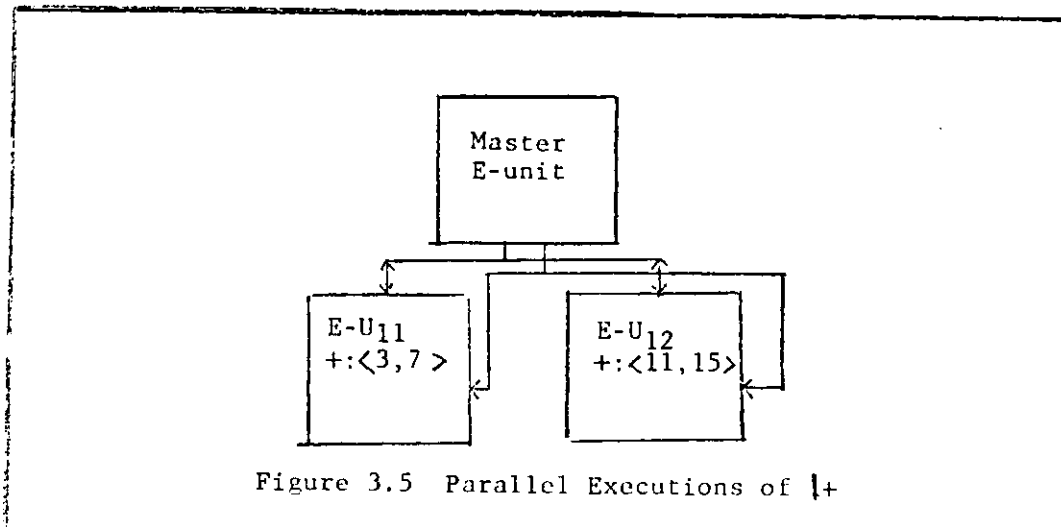 Master
E-unit
E-U11
+:<3,7 >
E-U12
+:<11,15>
Figure 3.5 Parallel Executions of /+